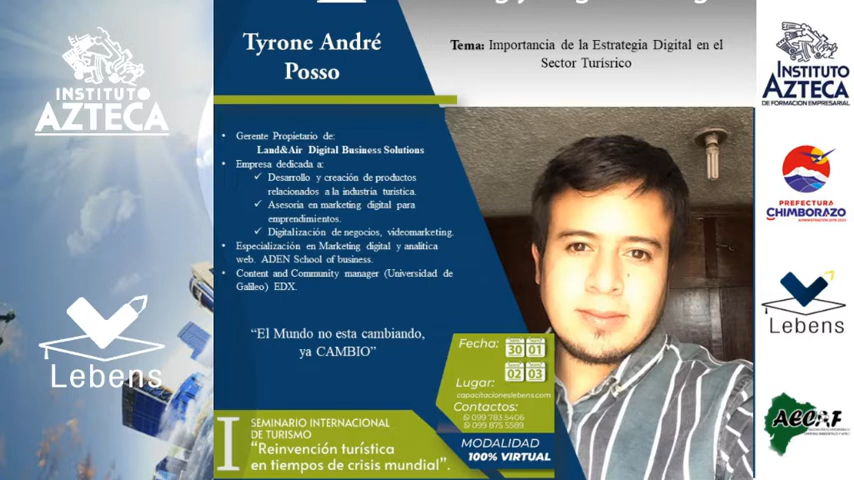 INSTITUTO
AZTECA
Lebens
Tyrone André
Posso
Tema: Importancia de la Estrategia Digital en el
Sector Turísrico
• Gerente Propietario de:
Land&Air Digital Business Solutions
• Empresa dedicada a:
✓ Desarrollo y creación de productos
relacionados a la industria turística.
✓ Asesoria en marketing digital para
emprendimientos.
✓ Digitalización de negocios, videomarketing.
• Especialización en Marketing digital y analitica
web. ADEN School of business.
• Content and Community manager (Universidad de
Galileo) EDX.
“El Mundo no esta cambiando,
ya CAMBIO”
Fecha:
30 01
02 03
Lugar:
capacitacioneslebens.com
Contactos:
099 783 5406
099 875 5589
MODALIDAD
100% VIRTUAL
I SEMINARIO INTERNACIONAL
DE TURISMO
“Reinvención turística
en tiempos de crisis mundial”.
INSTITUTO
AZTECA
DE FORMACIÓN EMPRESARIAL
PREFECTURA
CHIMBORAZO
Lebens